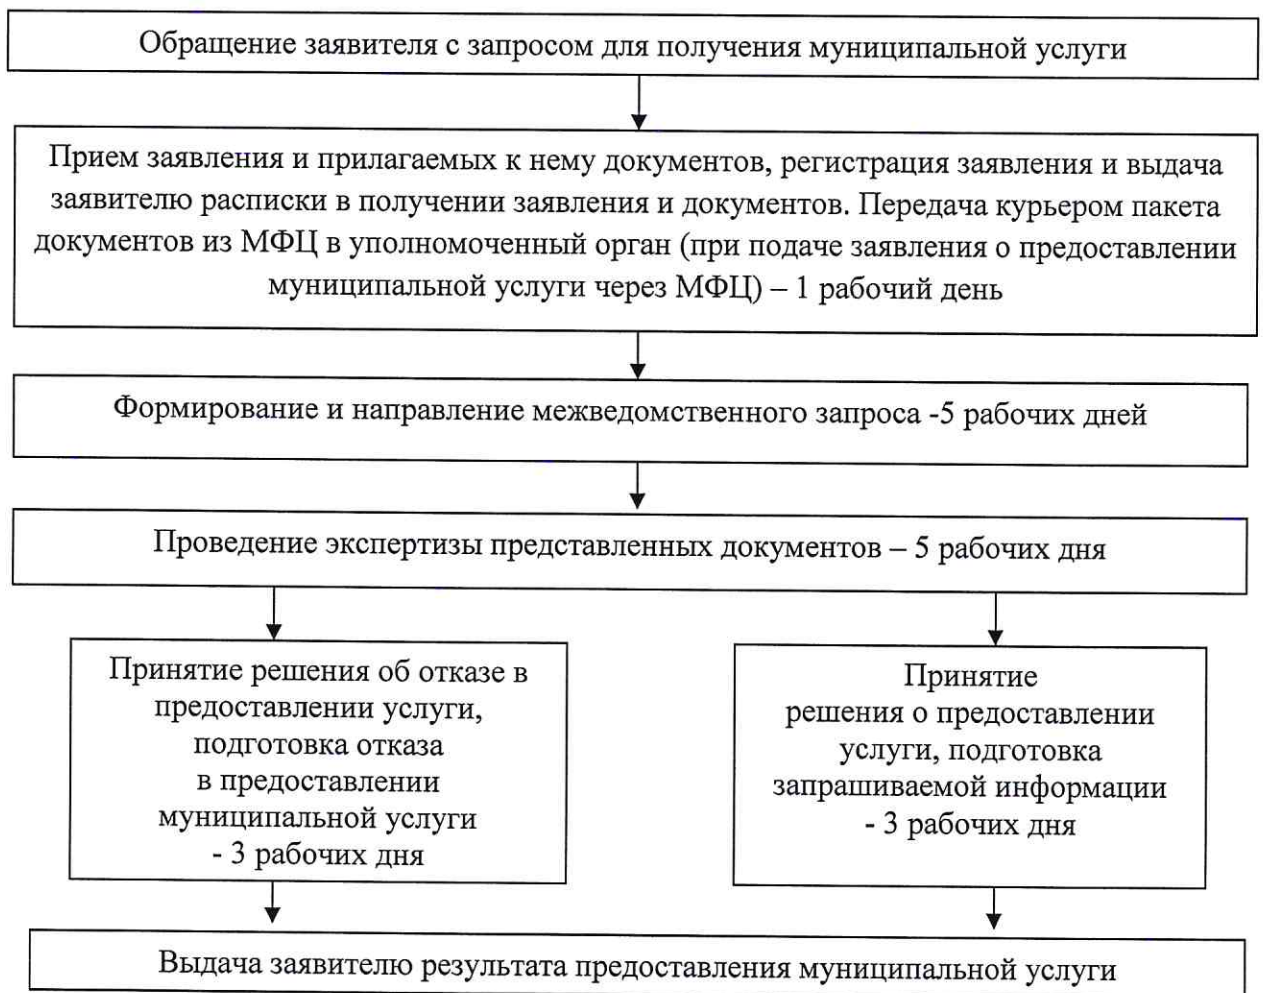 Обращение заявителя с запросом для получения муниципальной услуги
Прием заявления и прилагаемых к нему документов, регистрация заявления и выдача
заявителю расписки в получении заявления и документов. Передача курьером пакета
документов из МФЦ в уполномоченный орган (при подаче заявления о предоставлении
муниципальной услуги через МФЦ) – 1 рабочий день
Формирование и направление межведомственного запроса -5 рабочих дней
Проведение экспертизы представленных документов – 5 рабочих дня
Принятие решения об отказе в
предоставлении услуги,
подготовка отказа
в предоставлении
муниципальной услуги
- 3 рабочих дня
Принятие
решения о предоставлении
услуги, подготовка
запрашиваемой информации
- 3 рабочих дня
Выдача заявителю результата предоставления муниципальной услуги